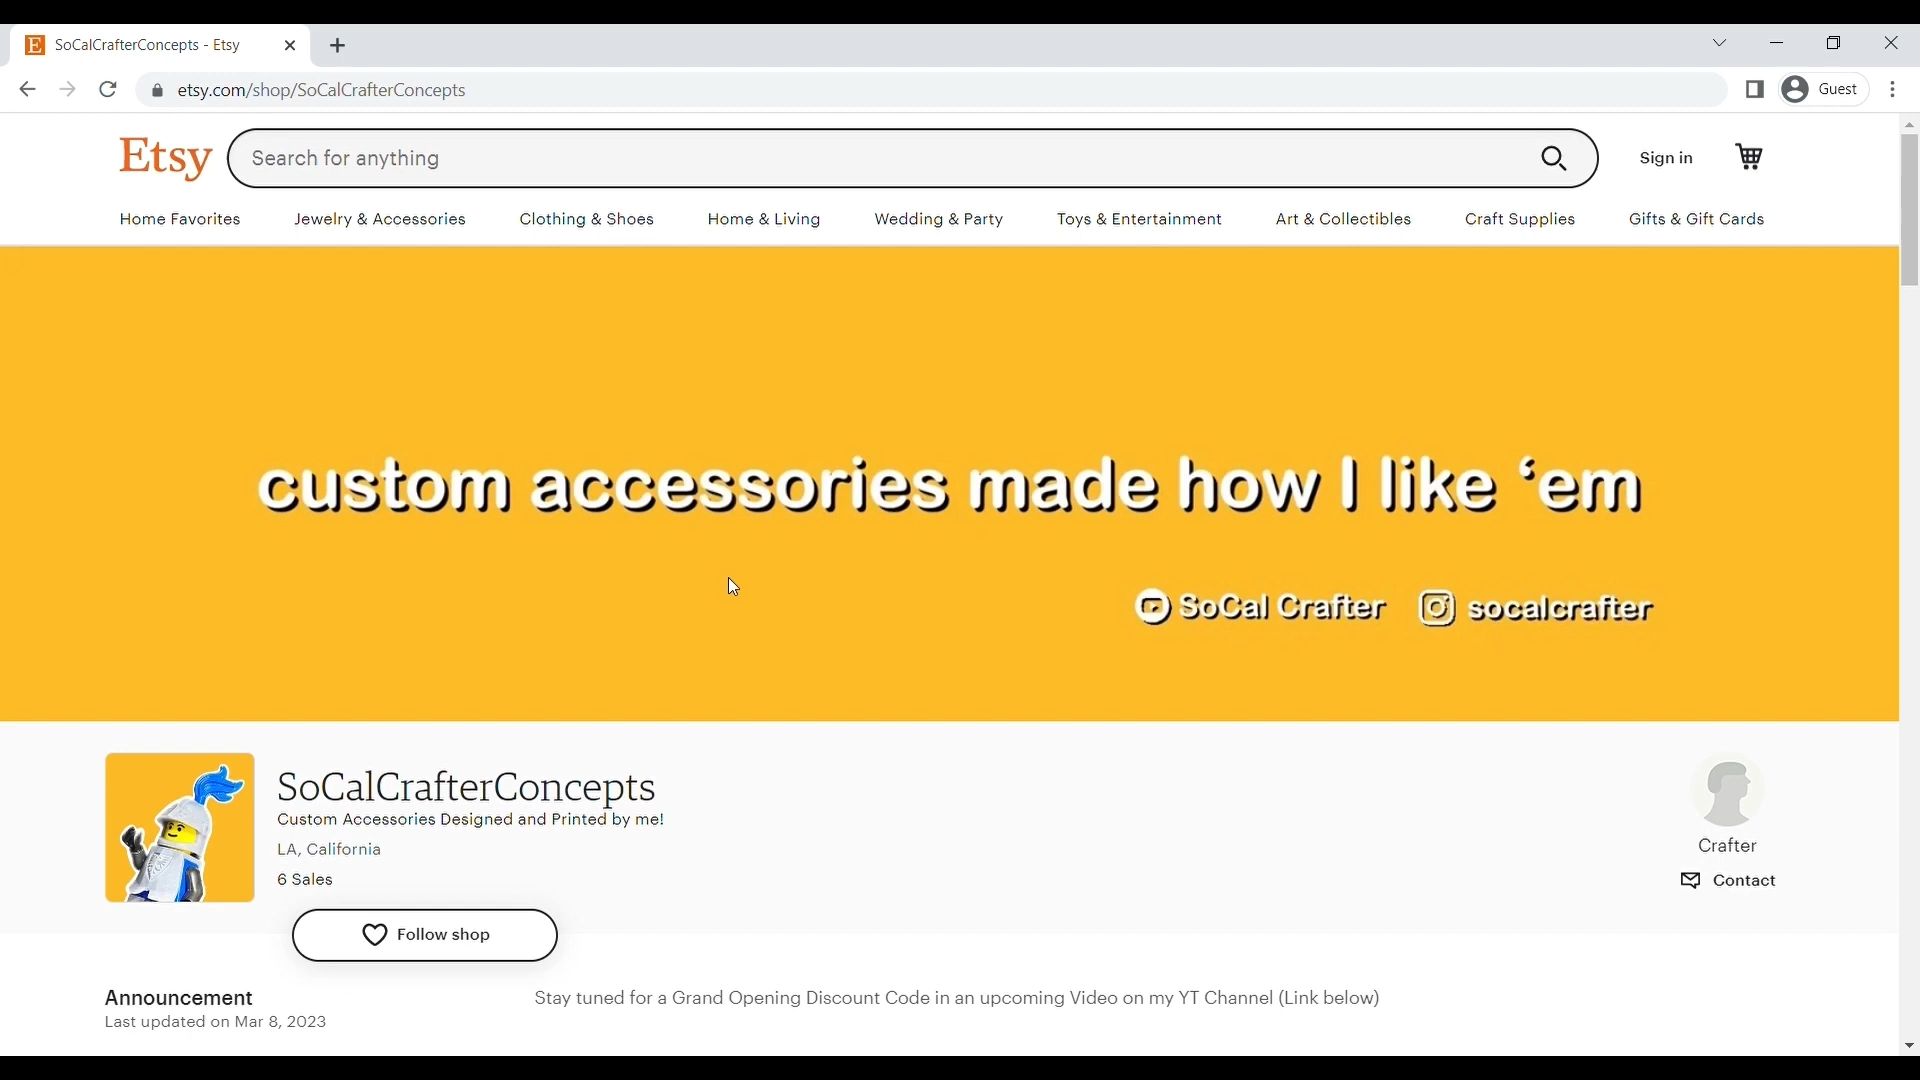 SoCalCrafterConcepts - Etsy
etsy.com/shop/SoCalCrafterConcepts
Guest
Etsy
Search for anything
Sign in
Home Favorites
Jewelry & Accessories
Clothing & Shoes
Home & Living
Wedding & Party
Toys & Entertainment
Art & Collectibles
Craft Supplies
Gifts & Gift Cards
custom accessories made how I like ‘em
SoCal Crafter
socalcrafter
SoCalCrafterConcepts
Custom Accessories Designed and Printed by me!
LA, California
6 Sales
Follow shop
Crafter
Contact
Announcement
Last updated on Mar 8, 2023
Stay tuned for a Grand Opening Discount Code in an upcoming Video on my YT Channel (Link below)